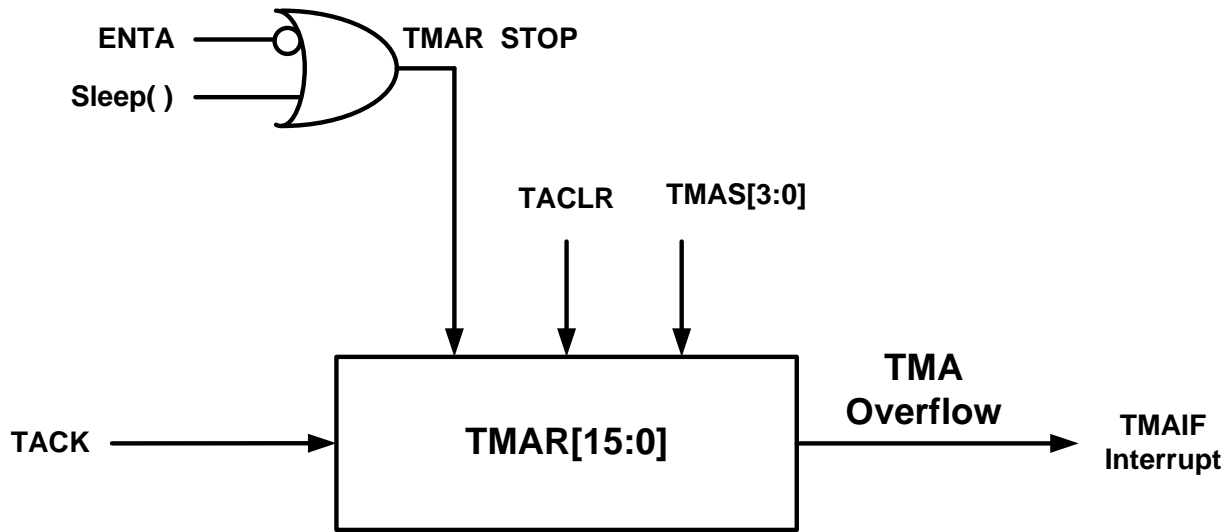 ENTA
TMAR STOP
Sleep( )
TACLR
TMAS[3:0]
TMA
Overflow
TACK
TMAR[15:0]
TMAIF
Interrupt